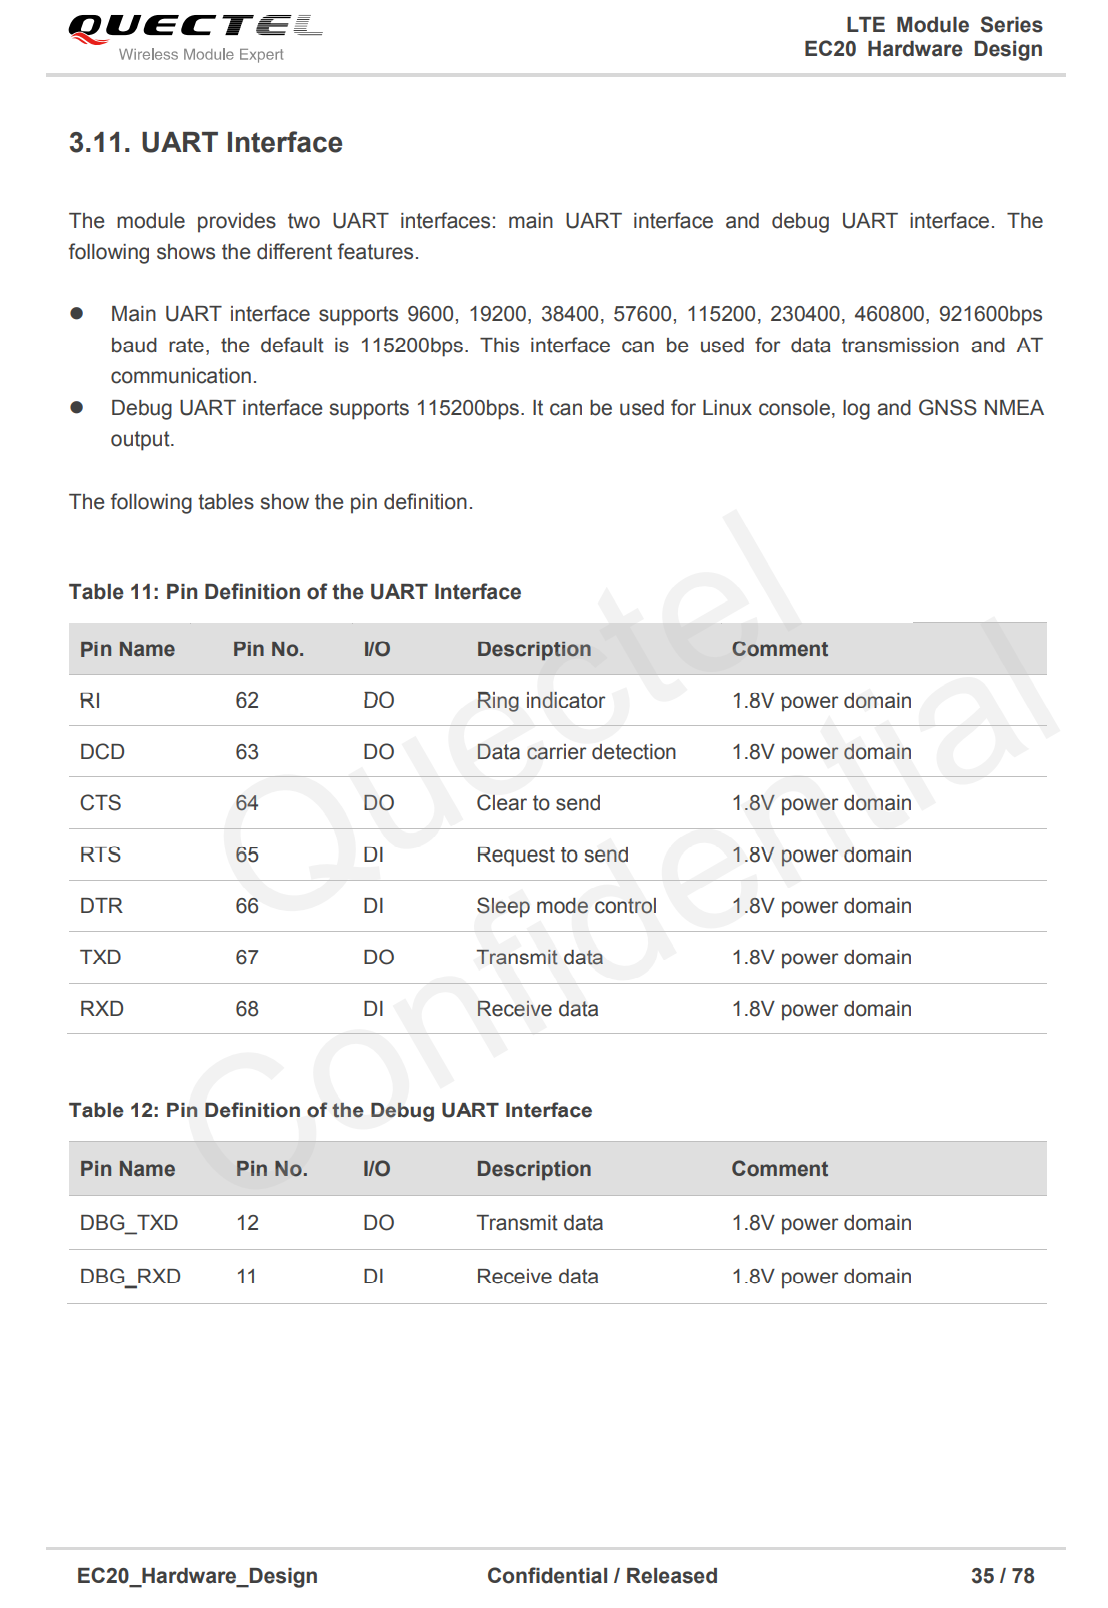 QUECTEL
Wireless Module Expert
LTE Module Series
EC20 Hardware Design
3.11. UART Interface
The module provides two UART interfaces: main UART interface and debug UART interface. The
following shows the different features.
● Main UART interface supports 9600, 19200, 38400, 57600, 115200, 230400, 460800, 921600bps
baud rate, the default is 115200bps. This interface can be used for data transmission and AT
communication.
● Debug UART interface supports 115200bps. It can be used for Linux console, log and GNSS NMEA
output.
The following tables show the pin definition.
Table 11: Pin Definition of the UART Interface
Pin Name Pin No. I/O Description Comment
RI 62 DO Ring indicator 1.8V power domain
DCD 63 DO Data carrier detection 1.8V power domain
CTS 64 DO Clear to send 1.8V power domain
RTS 65 DI Request to send 1.8V power domain
DTR 66 DI Sleep mode control 1.8V power domain
TXD 67 DO Transmit data 1.8V power domain
RXD 68 DI Receive data 1.8V power domain
Table 12: Pin Definition of the Debug UART Interface
Pin Name Pin No. I/O Description Comment
DBG_TXD 12 DO Transmit data 1.8V power domain
DBG_RXD 11 DI Receive data 1.8V power domain
Quectel
Confidential
EC20_Hardware_Design Confidential / Released 35 / 78